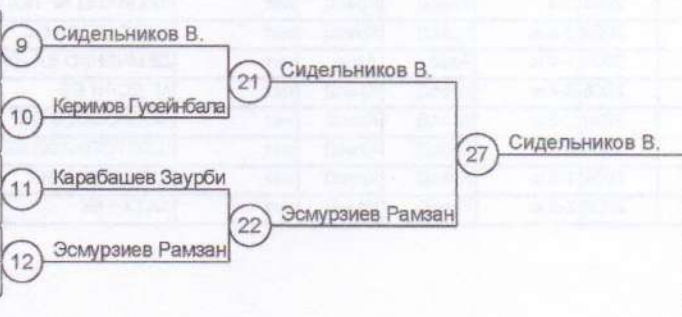 9 Сидельников В.
21 Сидельников В.
10 Керимов Гусейнбала
27 Сидельников В.
11 Карабашев Заурби
22 Эсмурзиев Рамзан
12 Эсмурзиев Рамзан